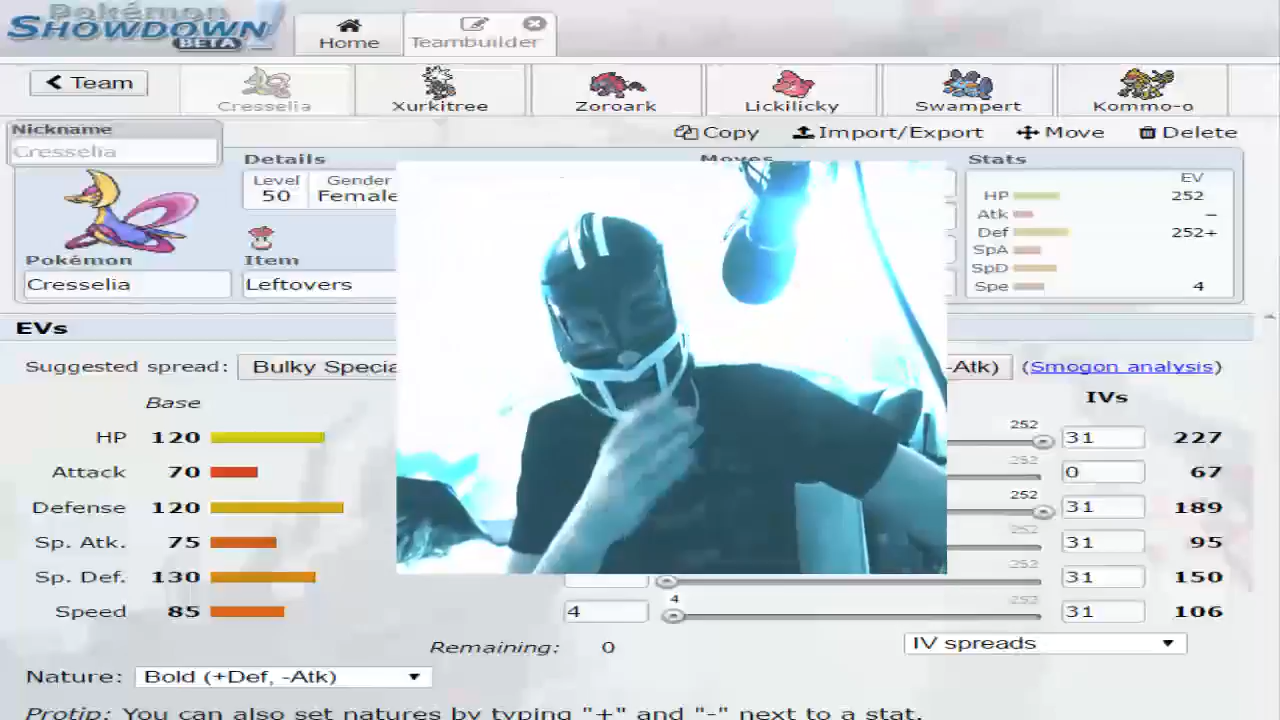 Pokémon
SHOWDOWN!
BETA
Home
Teambuilder
Team
Cresselia
Xurkitree
Zoroark
Lickilicky
Swampert
Kommo-o
Nickname
Cresselia
Copy
Import/Export
Move
Delete
Details
Moves
Stats
Level
Gender
50
Female
EV
HP 252
Atk –
Def 252+
SpA
SpD
Spe 4
Pokémon
Item
Cresselia
Leftovers
EVs
Suggested spread:
Bulky Specia
-Atk)
(Smogon analysis)
Base
IVs
HP 120 252 31 227
Attack 70 252 0 67
Defense 120 252 31 189
Sp. Atk. 75 252 31 95
Sp. Def. 130 252 31 150
Speed 85 4 4 252 31 106
Remaining: 0
IV spreads
Nature: Bold (+Def, -Atk)
Protip: You can also set natures by typing "+" and "-" next to a stat.